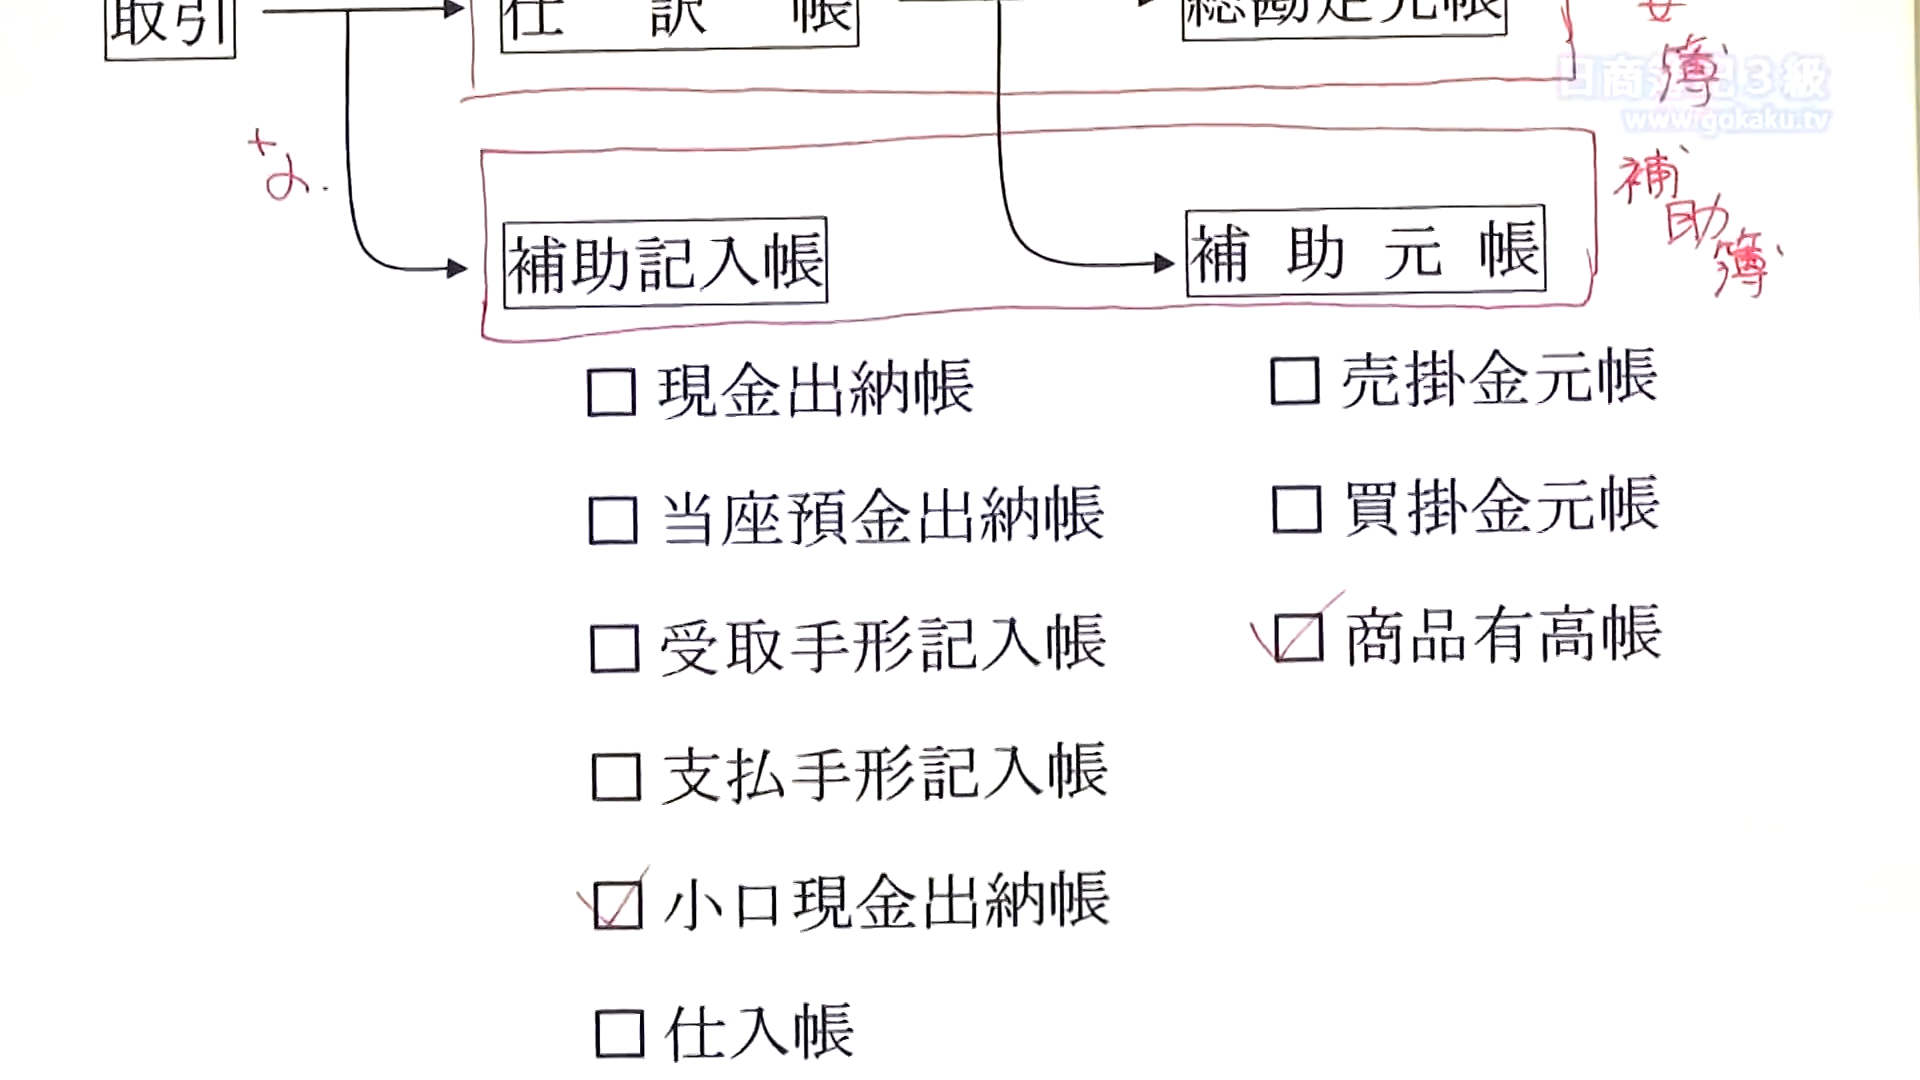 取引
仕訳帳
総勘定元帳
要
簿
日商簿記3級
www.gokaku.tv
補助簿
補助記入帳
補助元帳
□ 現金出納帳
□ 売掛金元帳
□ 当座預金出納帳
□ 買掛金元帳
□ 受取手形記入帳
☑ 商品有高帳
□ 支払手形記入帳
☑ 小口現金出納帳
□ 仕入帳